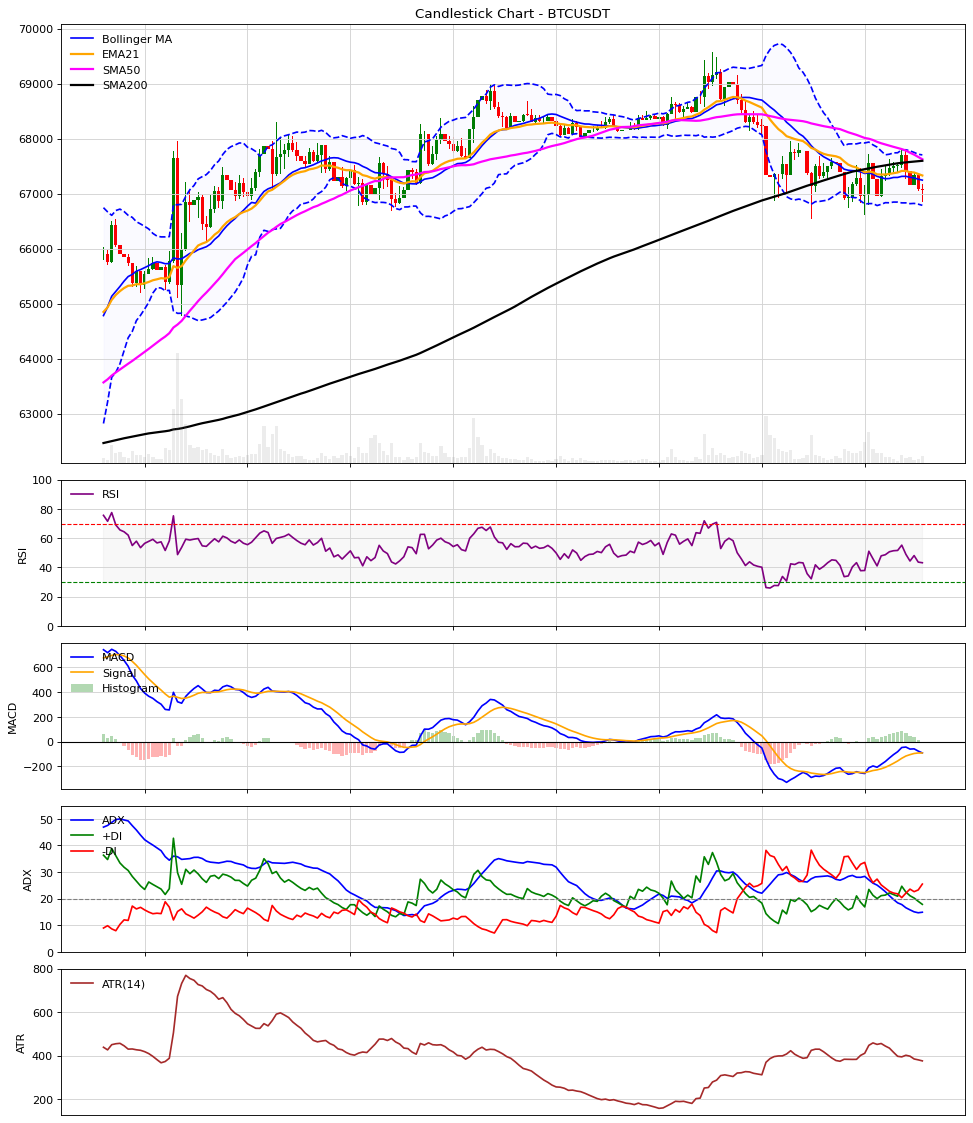 Candlestick Chart - BTCUSDT
70000
69000
68000
67000
66000
65000
64000
63000
Bollinger MA
EMA21
SMA50
SMA200
100
80
60
40
20
0
RSI
RSI
600
400
200
0
−200
MACD
MACD
Signal
Histogram
50
40
30
20
10
0
ADX
ADX
+DI
-DI
800
600
400
200
ATR
ATR(14)